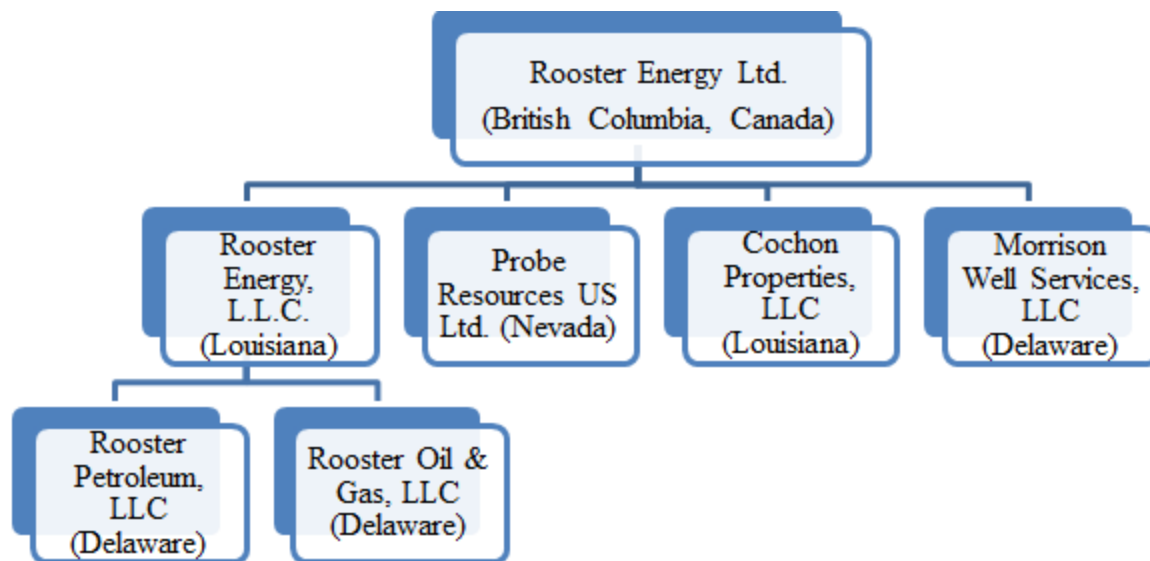 Rooster Energy Ltd.
(British Columbia, Canada)
Rooster
Energy,
L.L.C.
(Louisiana)
Probe
Resources US
Ltd. (Nevada)
Cochon
Properties,
LLC
(Louisiana)
Morrison
Well Services,
LLC
(Delaware)
Rooster
Petroleum,
LLC
(Delaware)
Rooster Oil &
Gas, LLC
(Delaware)